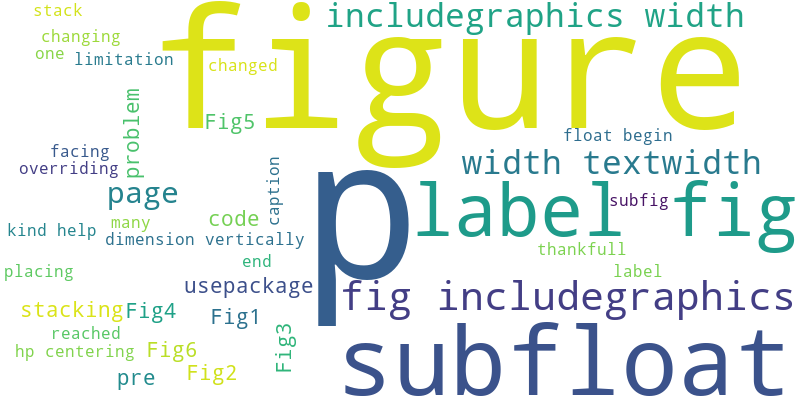 stack
includegraphics width
figure
changing
one
limitation
changed
problem
Fig5
float begin
facing
overriding
width textwidth
caption
p
page
label fig
subfig
many
code
kind help
dimension vertically
thankfull
placing
end
label
usepackage
fig includegraphics
stacking
Fig4
Fig1
Fig3
reached
subfloat
hp centering
Fig6
pre
Fig2